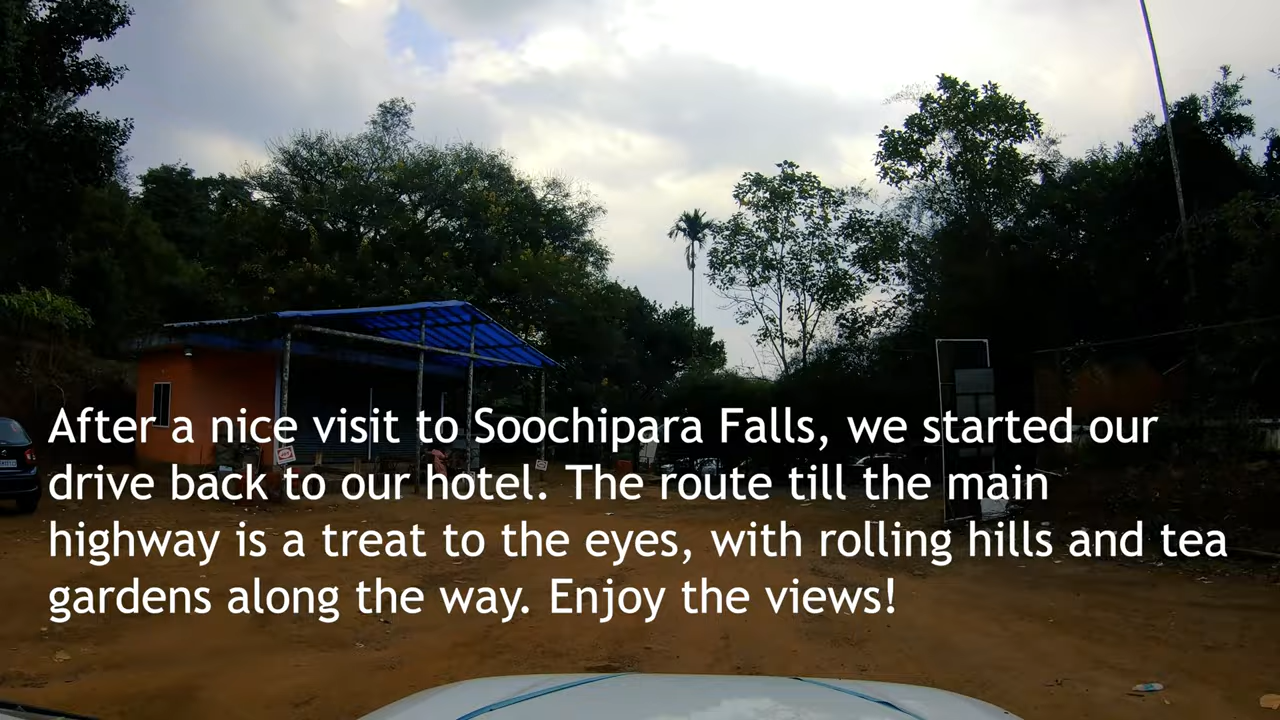 After a nice visit to Soochipara Falls, we started our
drive back to our hotel. The route till the main
highway is a treat to the eyes, with rolling hills and tea
gardens along the way. Enjoy the views!